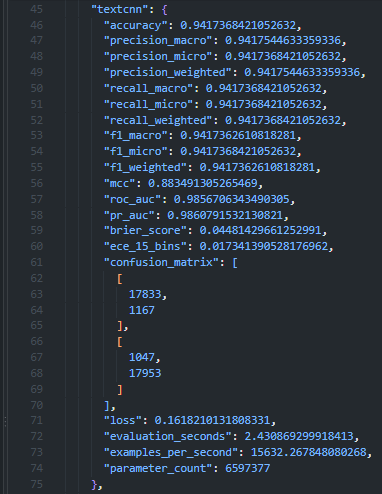 45 "textcnn": {
46 "accuracy": 0.9417368421052632,
47 "precision_macro": 0.9417544633359336,
48 "precision_micro": 0.9417368421052632,
49 "precision_weighted": 0.9417544633359336,
50 "recall_macro": 0.9417368421052632,
51 "recall_micro": 0.9417368421052632,
52 "recall_weighted": 0.9417368421052632,
53 "f1_macro": 0.9417362610818281,
54 "f1_micro": 0.9417368421052632,
55 "f1_weighted": 0.9417362610818281,
56 "mcc": 0.883491305265469,
57 "roc_auc": 0.9856706343490305,
58 "pr_auc": 0.9860791532130821,
59 "brier_score": 0.04481429661252991,
60 "ece_15_bins": 0.017341390528176962,
61 "confusion_matrix": [
62 [
63 17833,
64 1167
65 ],
66 [
67 1047,
68 17953
69 ]
70 ],
71 "loss": 0.1618210131808331,
72 "evaluation_seconds": 2.430869299918413,
73 "examples_per_second": 15632.267848080268,
74 "parameter_count": 6597377
75 },